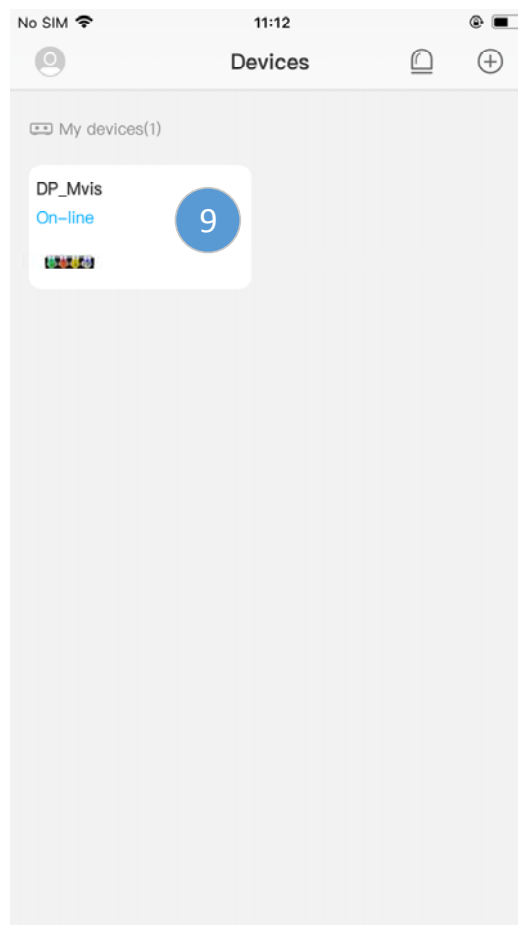 No SIM 11:12
Devices
My devices(1)
DP_Mvis
On-line
9